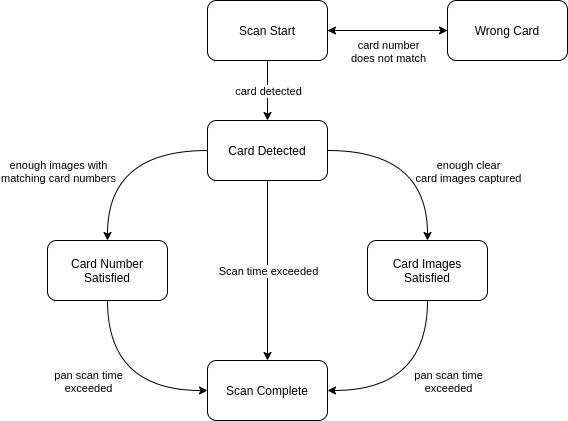 Scan Start
Wrong Card
card number
does not match
card detected
Card Detected
enough images with
matching card numbers
enough clear
card images captured
Card Number
Satisfied
Scan time exceeded
Card Images
Satisfied
pan scan time
exceeded
pan scan time
exceeded
Scan Complete